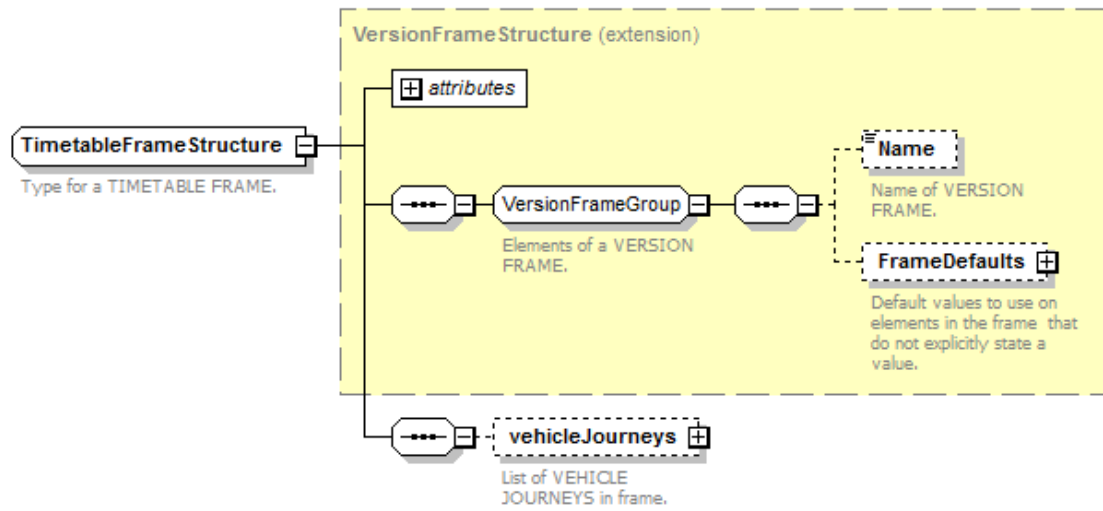 VersionFrameStructure (extension)
attributes
TimetableFrameStructure
Type for a TIMETABLE FRAME.
VersionFrameGroup
Elements of a VERSION
FRAME.
Name
Name of VERSION
FRAME.
FrameDefaults
Default values to use on
elements in the frame that
do not explicitly state a
value.
vehicleJourneys
List of VEHICLE
JOURNEYS in frame.